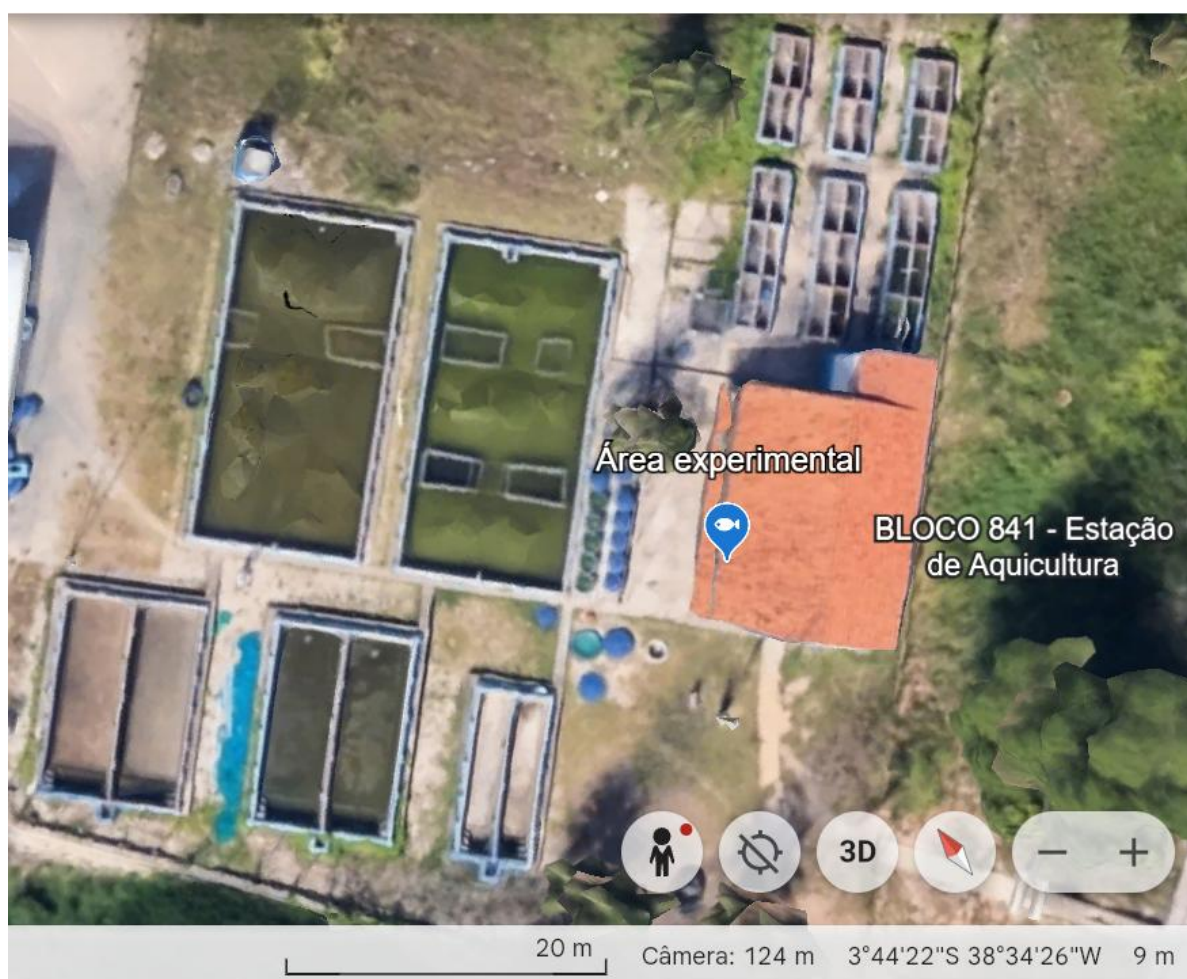 Área experimental
BLOCO 841 - Estação
de Aquicultura
3D
20 m
Câmera: 124 m
3°44'22"S 38°34'26"W
9 m